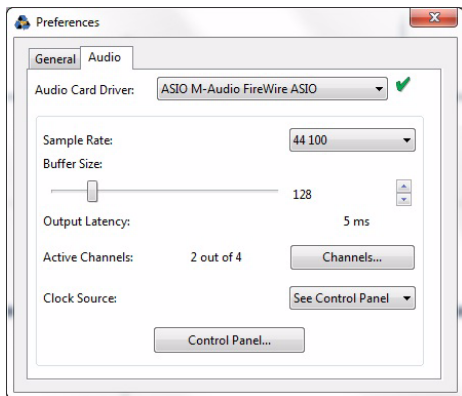 Preferences
General Audio
Audio Card Driver: ASIO M-Audio FireWire ASIO
Sample Rate: 44 100
Buffer Size:
128
Output Latency: 5 ms
Active Channels: 2 out of 4 Channels...
Clock Source: See Control Panel
Control Panel...